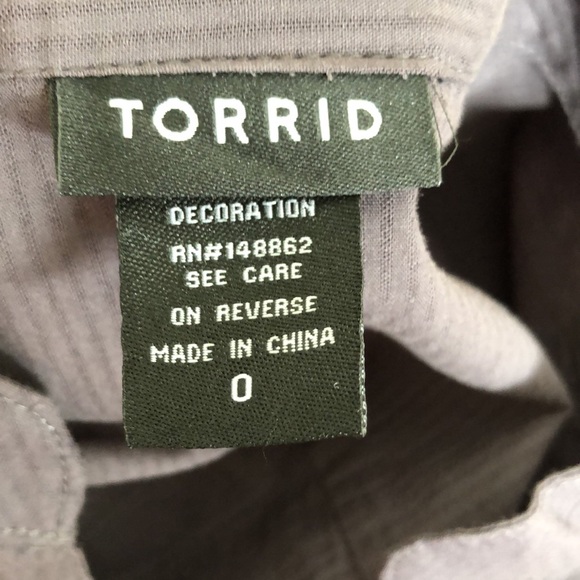 TORRID
DECORATION
RN#148862
SEE CARE
ON REVERSE
MADE IN CHINA
0